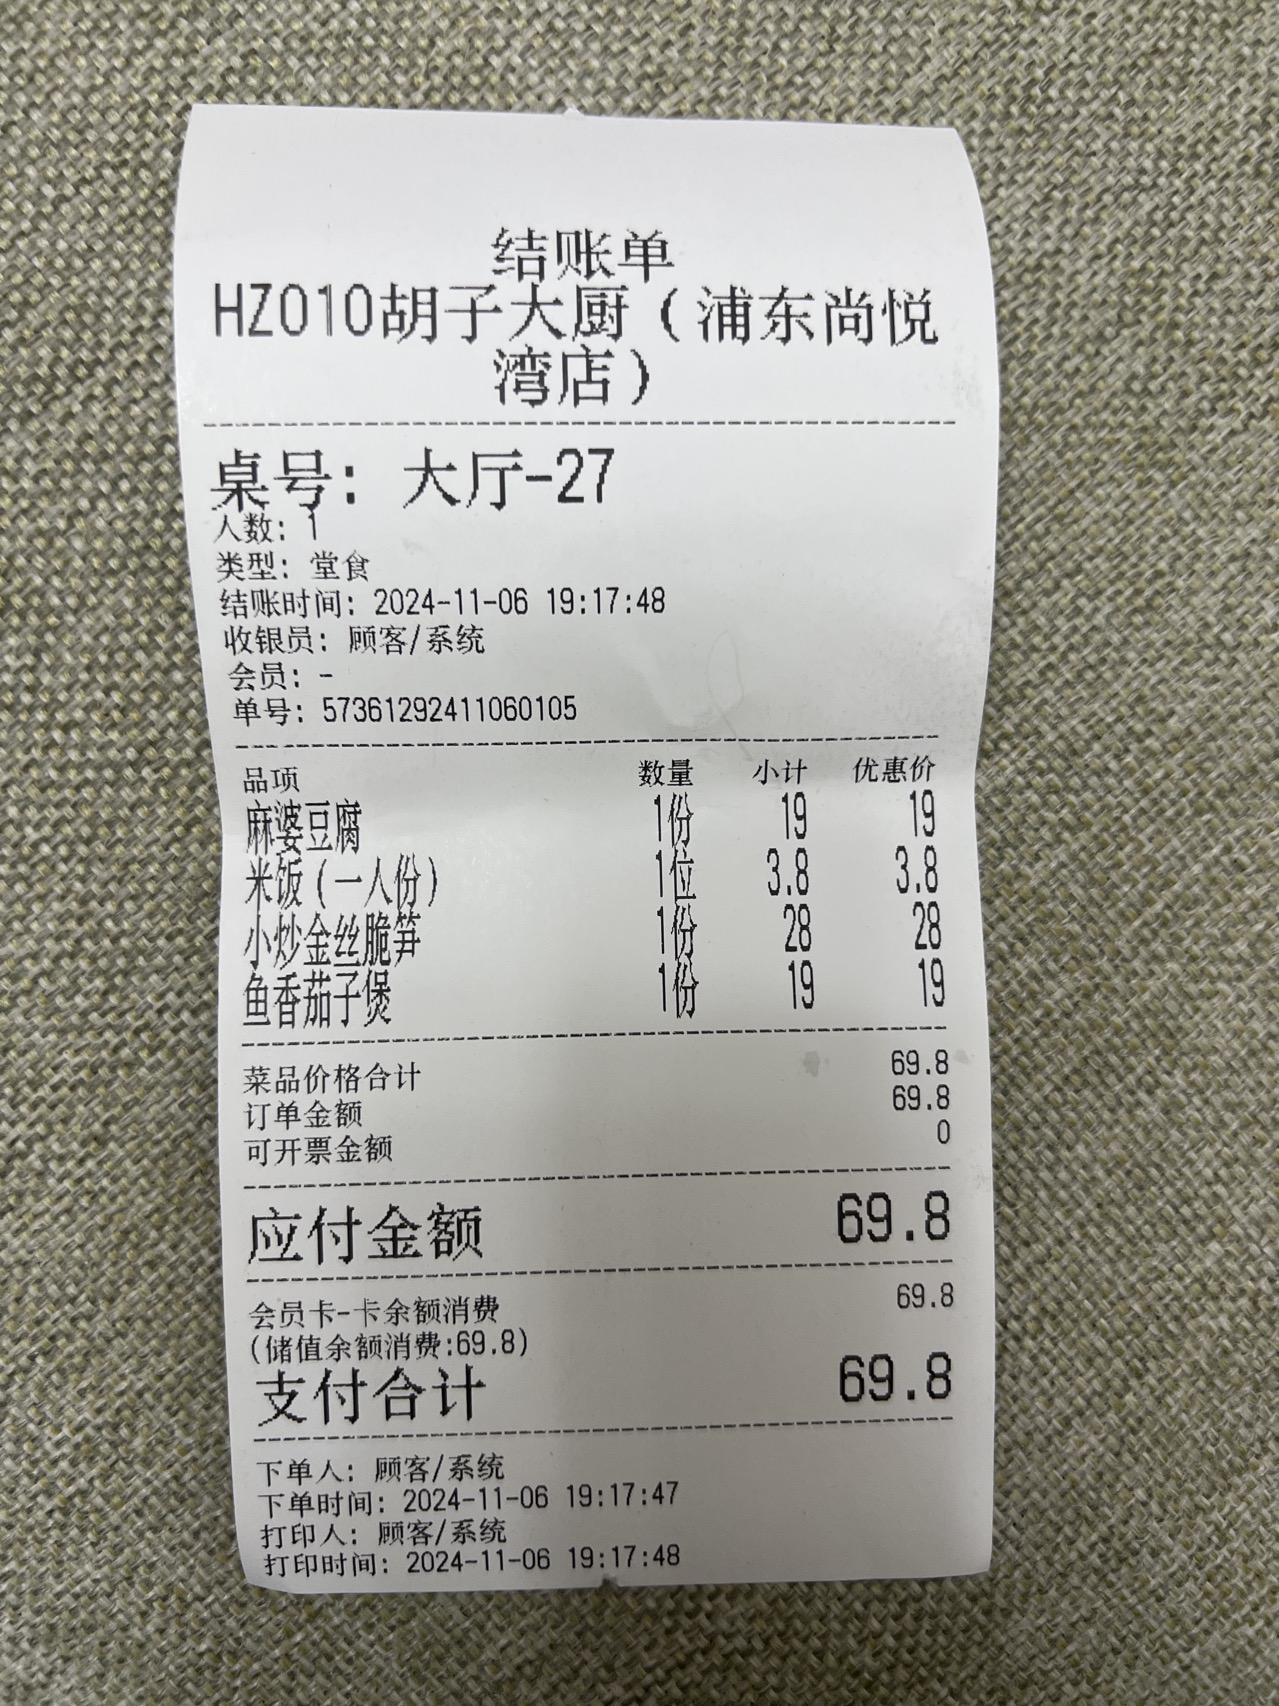 结账单
HZ010胡子大厨（浦东尚悦
湾店）
桌号：大厅-27
人数：1
类型：堂食
结账时间：2024-11-06 19:17:48
收银员：顾客/系统
会员：-
单号：57361292411060105
品项 数量 小计 优惠价
麻婆豆腐 1份 19 19
米饭（一人份） 1位 3.8 3.8
小炒金丝脆笋 1份 28 28
鱼香茄子煲 1份 19 19
菜品价格合计 69.8
订单金额 69.8
可开票金额 0
应付金额 69.8
会员卡-卡余额消费 69.8
(储值余额消费:69.8)
支付合计 69.8
下单人：顾客/系统
下单时间：2024-11-06 19:17:47
打印人：顾客/系统
打印时间：2024-11-06 19:17:48